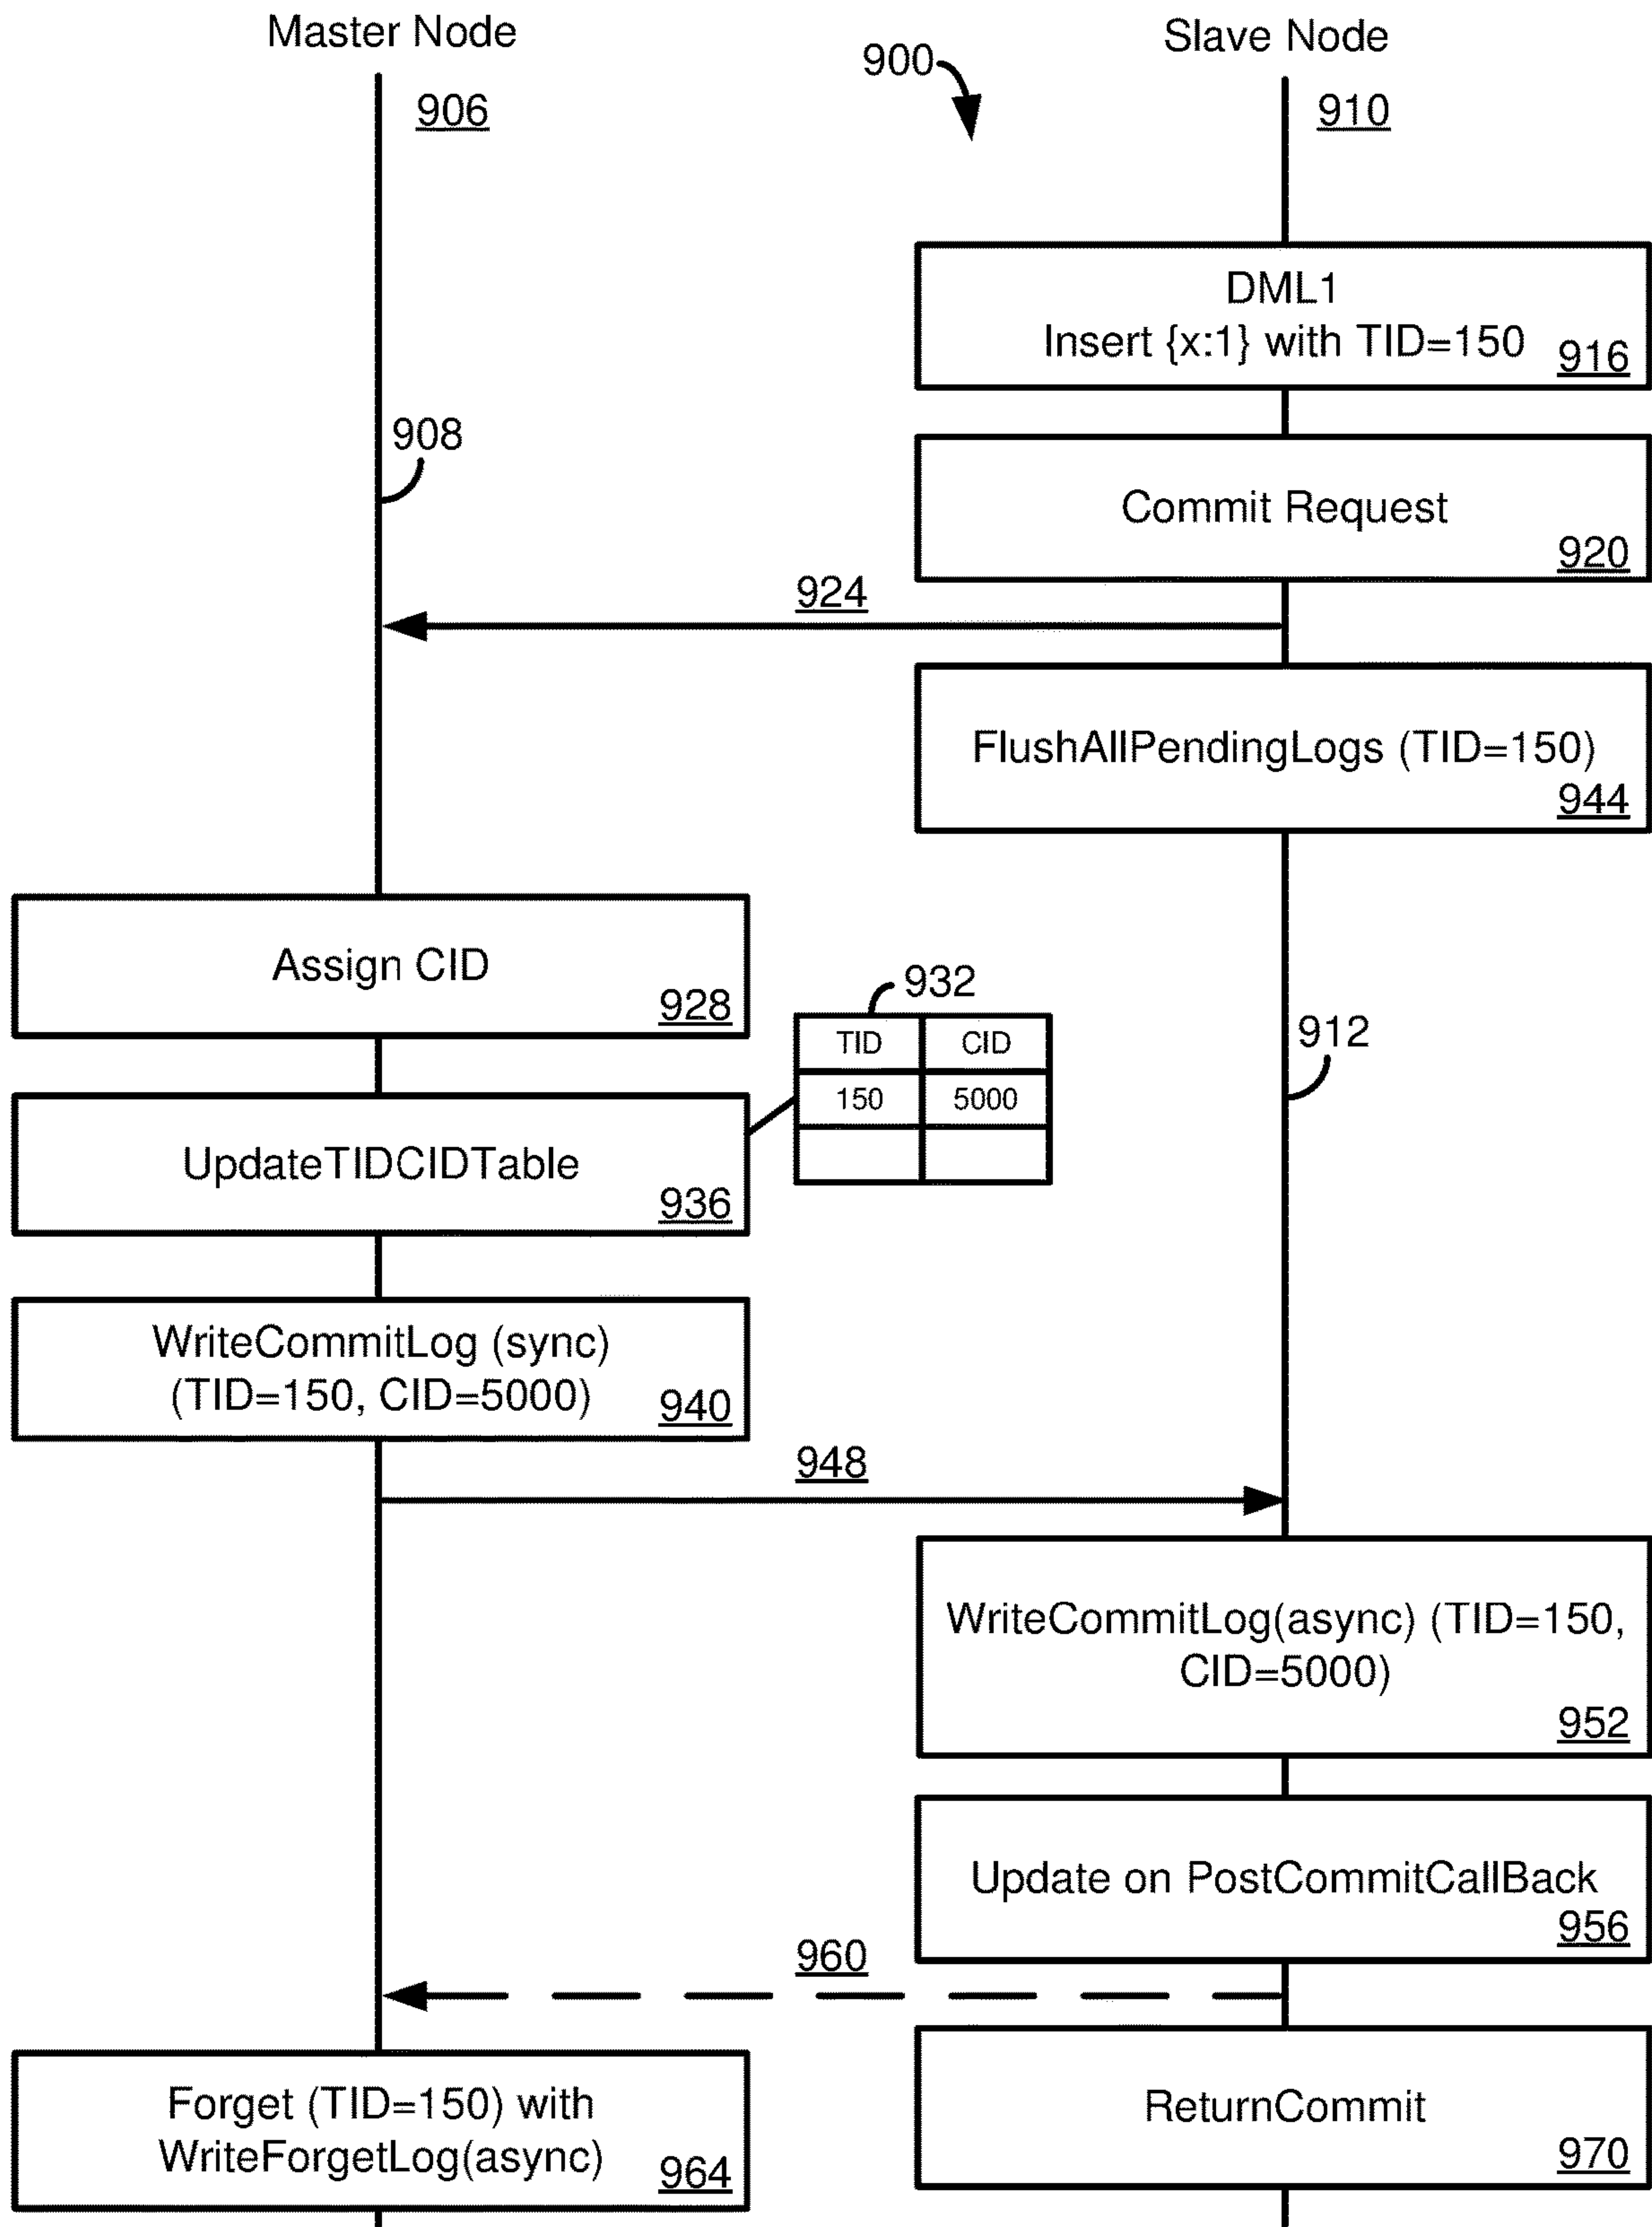 Master Node
Slave Node
900
906
910
DML1
Insert {x:1} with TID=150
916
908
Commit Request
920
924
FlushAllPendingLogs (TID=150)
944
Assign CID
928
932
TID CID
150 5000
912
UpdateTIDCIDTable
936
WriteCommitLog (sync)
(TID=150, CID=5000)
940
948
WriteCommitLog(async) (TID=150,
CID=5000)
952
Update on PostCommitCallBack
956
960
Forget (TID=150) with
WriteForgetLog(async)
964
ReturnCommit
970